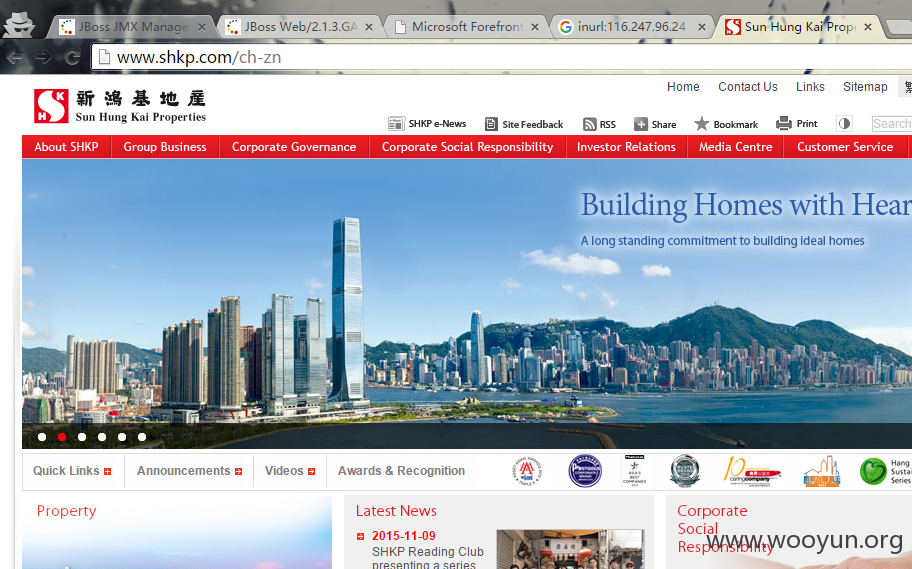 JBoss JMX Manage
JBoss Web/2.1.3.GA
Microsoft Forefront
inurl:116.247.96.24
Sun Hung Kai Prop
www.shkp.com/ch-zn
Home
Contact Us
Links
Sitemap
新鴻基地產
Sun Hung Kai Properties
SHKP e-News
Site Feedback
RSS
Share
Bookmark
Print
Search
About SHKP
Group Business
Corporate Governance
Corporate Social Responsibility
Investor Relations
Media Centre
Customer Service
Building Homes with Hear
A long standing commitment to building ideal homes
Quick Links
Announcements
Videos
Awards & Recognition
Hang
Sustai
Series
Property
Latest News
2015-11-09
SHKP Reading Club
presenting a series
Corporate
Social
Responsibility
www.wooyun.org